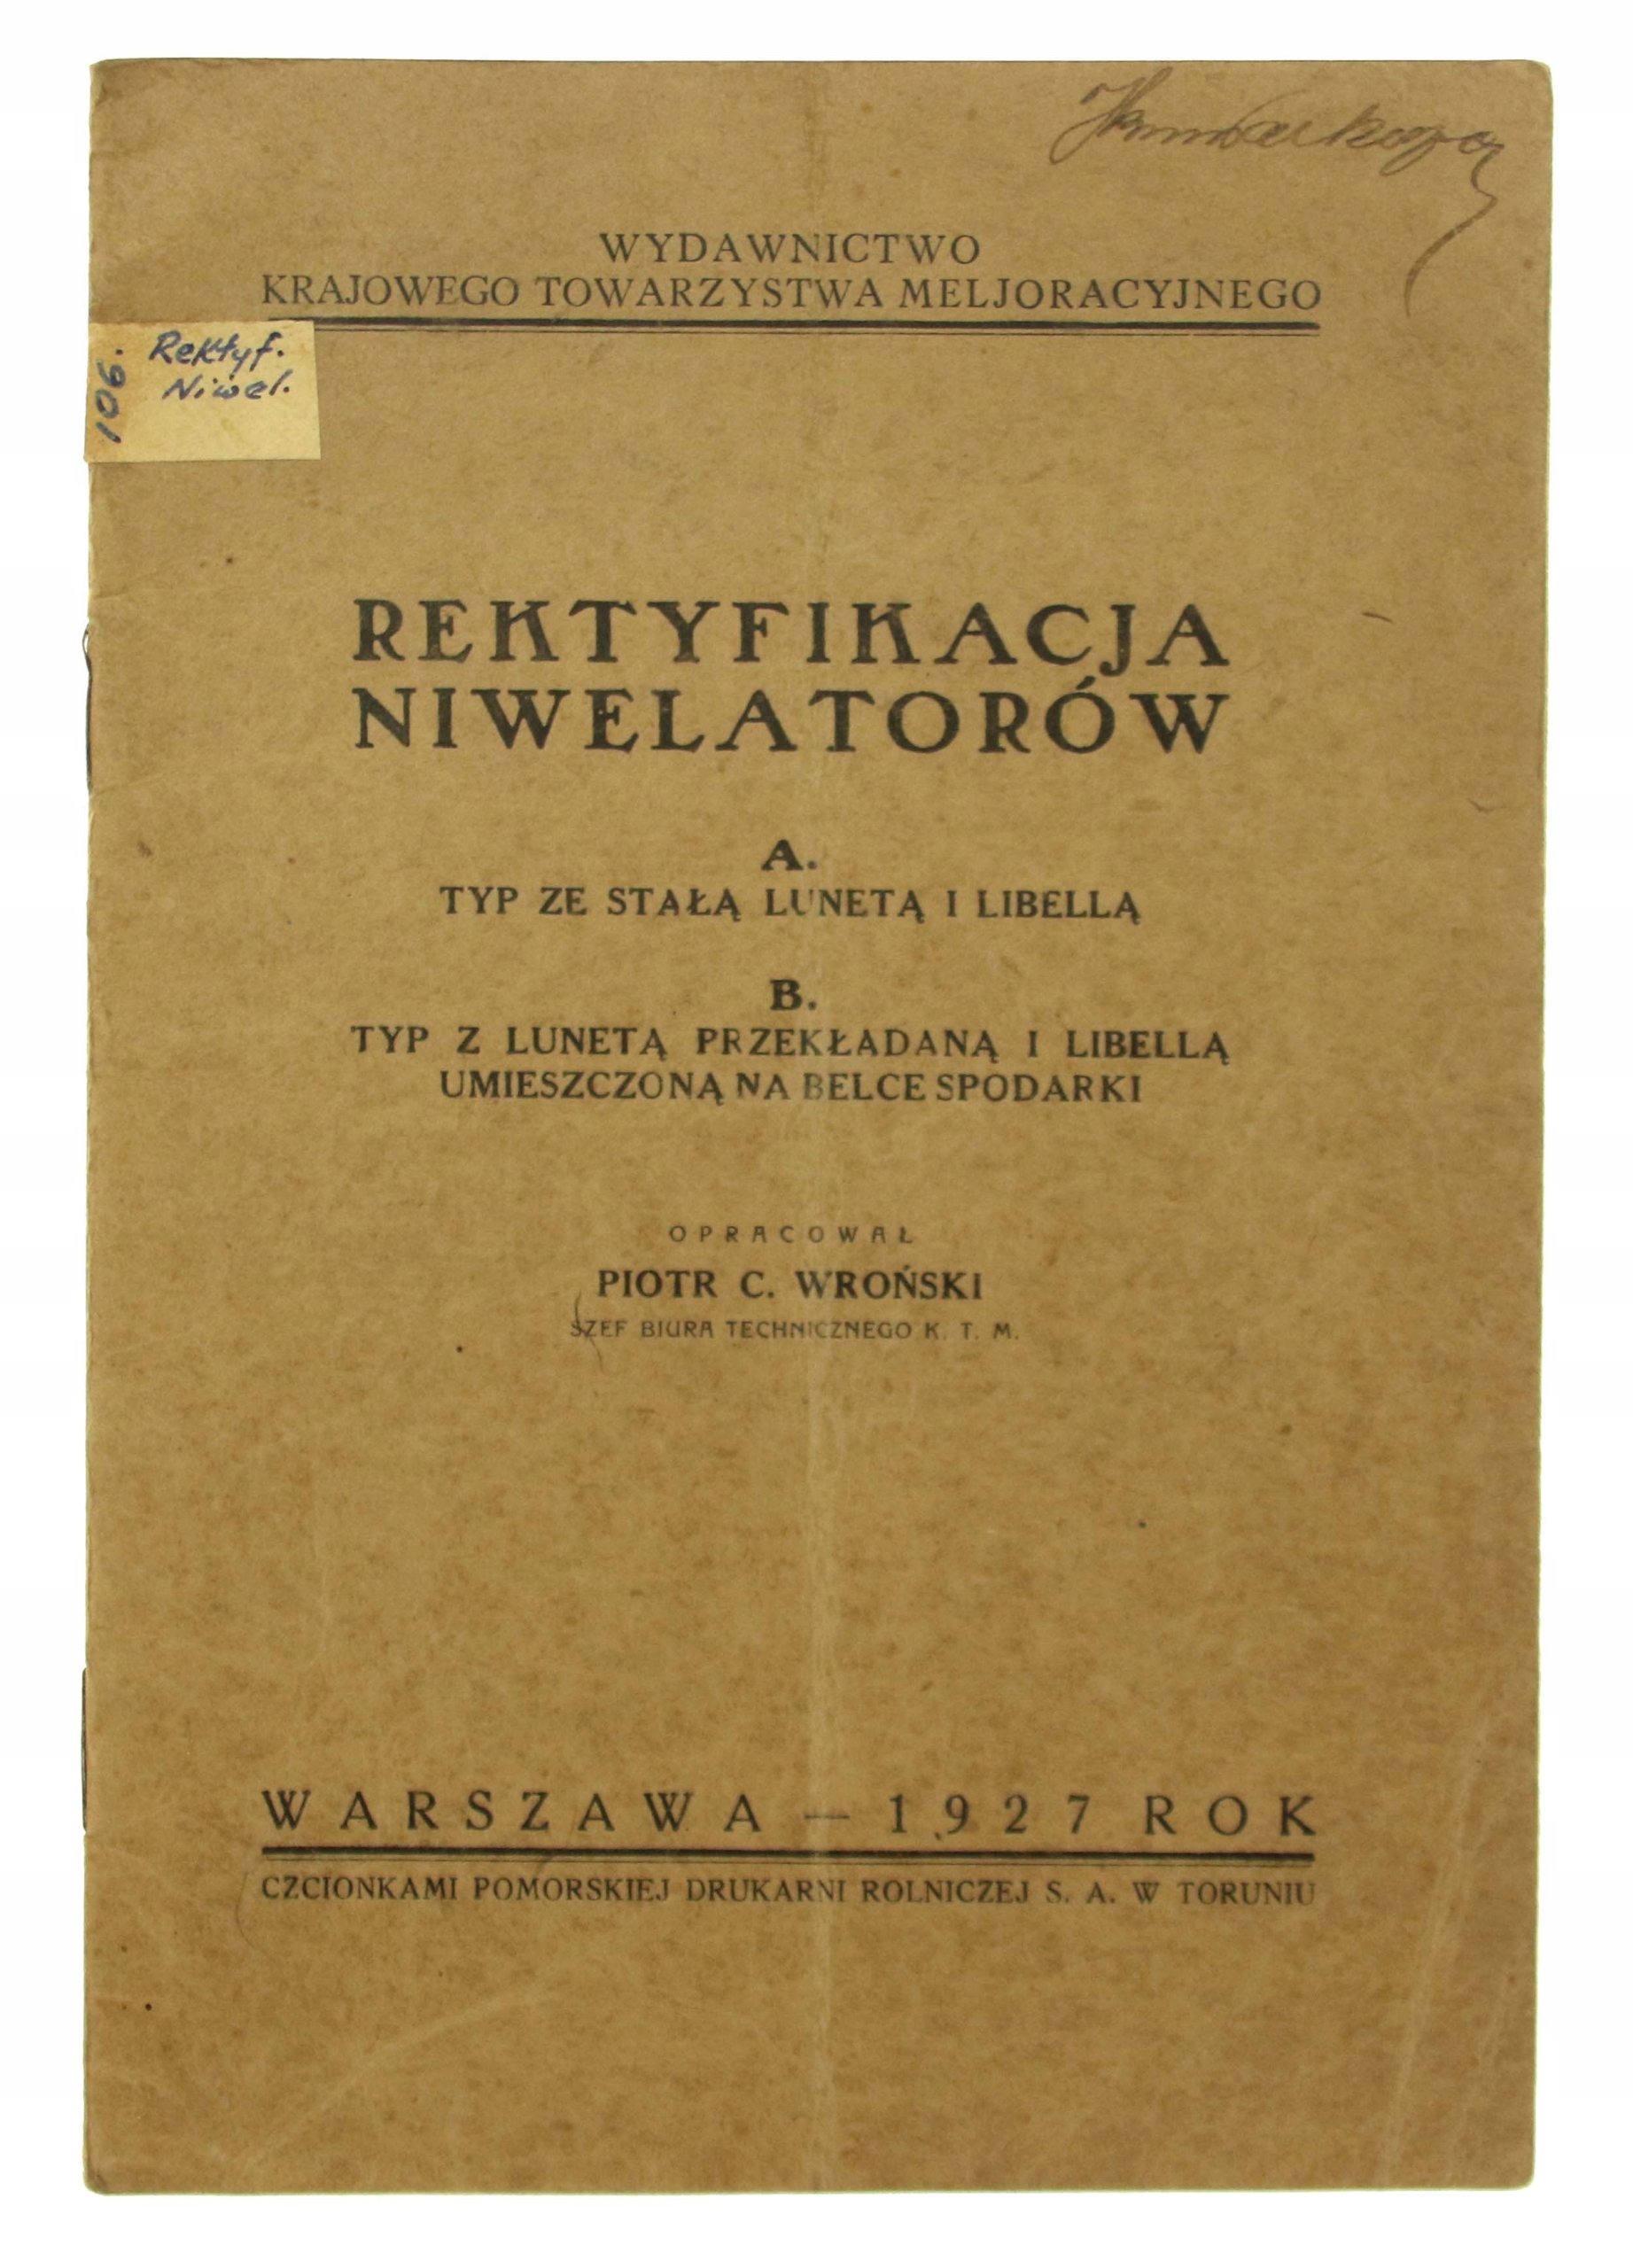 WYDAWNICTWO
KRAJOWEGO TOWARZYSTWA MELJORACYJNEGO
106.
Rektyf.
Niwel.
REKTYFIKACJA
NIWELATORÓW
A.
TYP ZE STAŁĄ LUNETĄ I LIBELLĄ
B.
TYP Z LUNETĄ PRZEKŁADANĄ I LIBELLĄ
UMIESZCZONĄ NA BELCE SPODARKI
OPRACOWAŁ
PIOTR C. WROŃSKI
SZEF BIURA TECHNICZNEGO K. T. M.
WARSZAWA — 1927 ROK
CZCIONKAMI POMORSKIEJ DRUKARNI ROLNICZEJ S. A. W TORUNIU